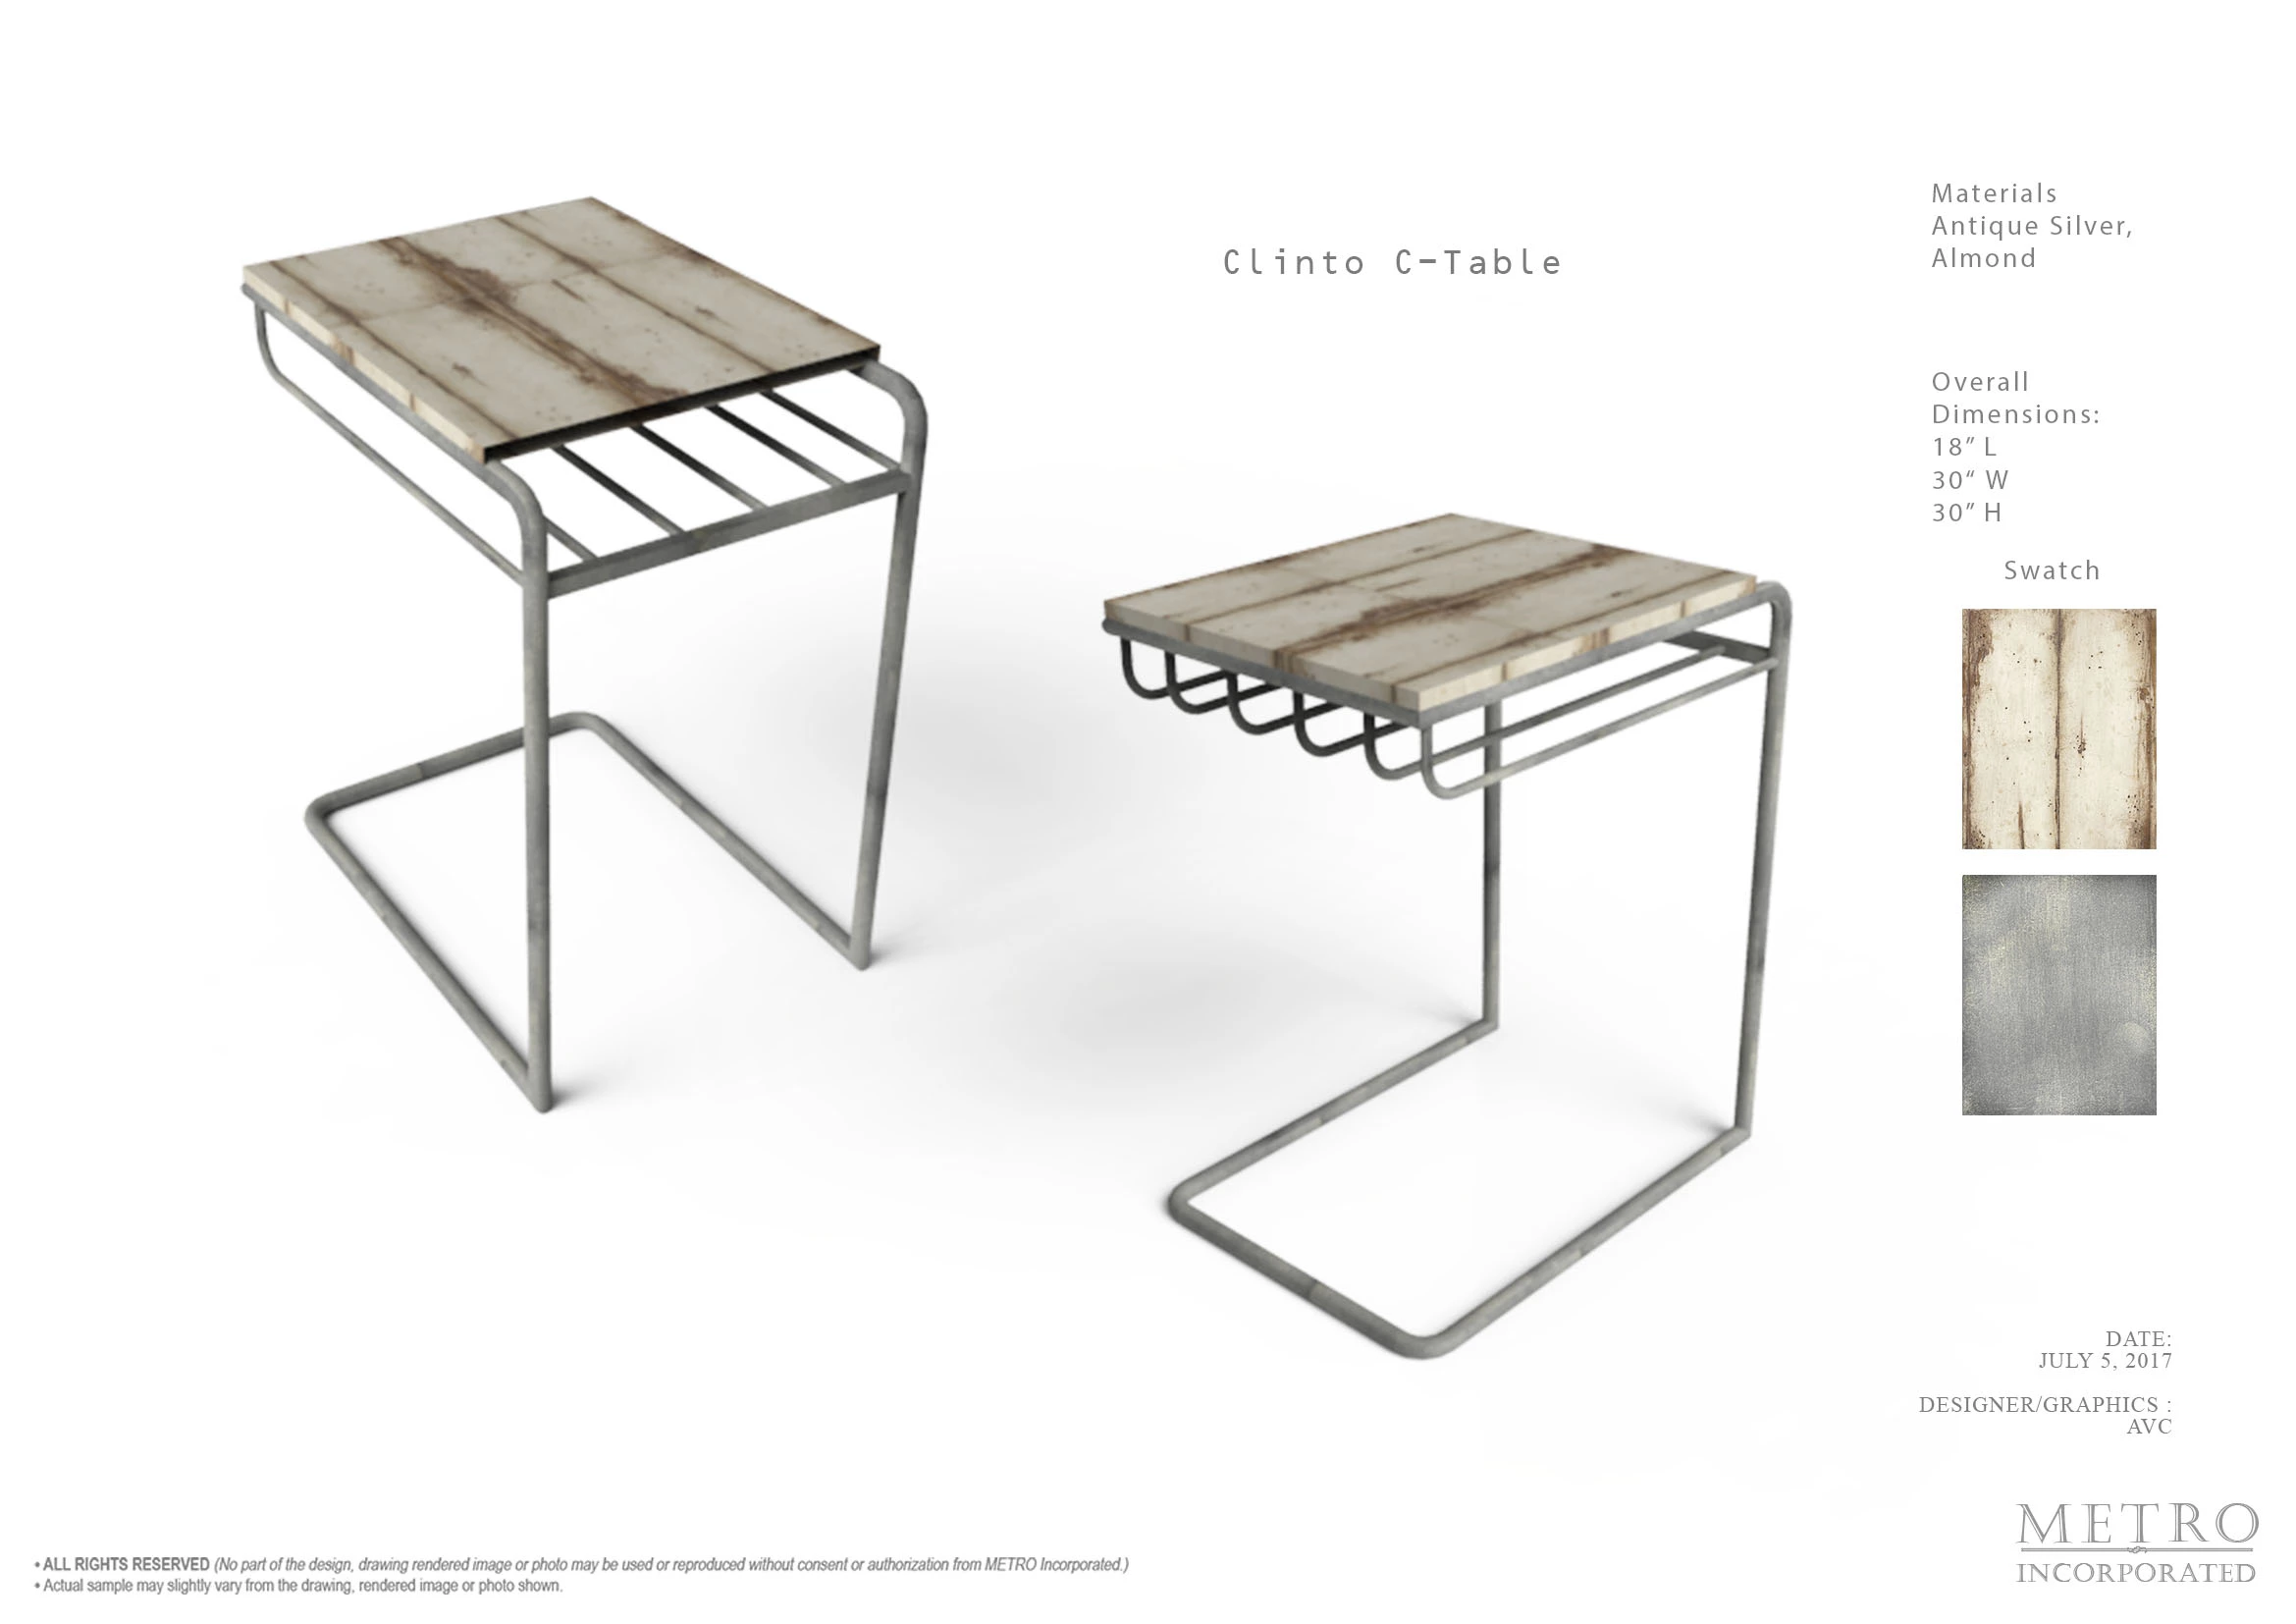 Clinto C-Table
Materials
Antique Silver,
Almond
Overall
Dimensions:
18” L
30“ W
30” H
Swatch
DATE:
JULY 5, 2017
DESIGNER/GRAPHICS :
AVC
METRO
INCORPORATED
• ALL RIGHTS RESERVED (No part of the design, drawing rendered image or photo may be used or reproduced without consent or authorization from METRO Incorporated.)
• Actual sample may slightly vary from the drawing, rendered image or photo shown.